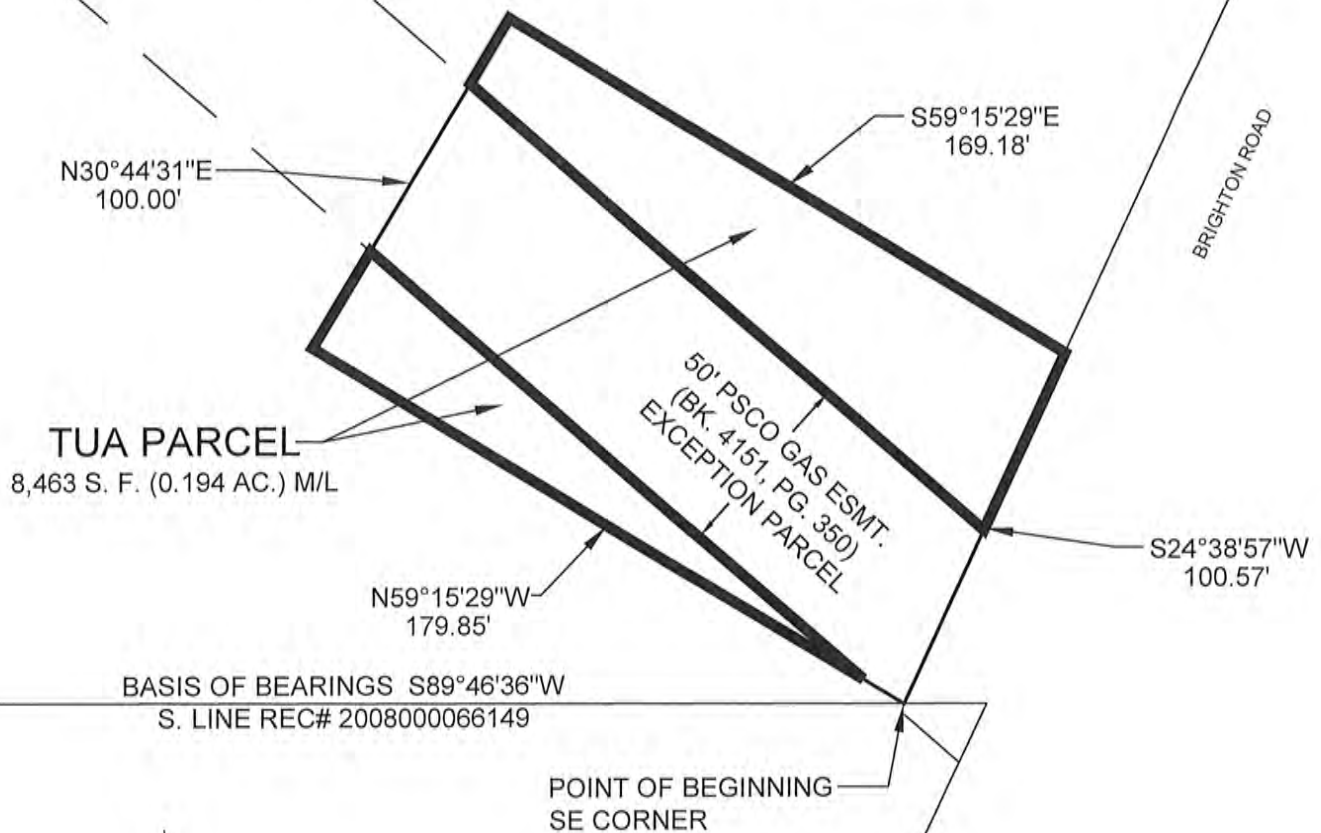 S59°15'29"E
169.18'
BRIGHTON ROAD
N30°44'31"E
100.00'
50' PSCO GAS ESMT.
(BK. 4151, PG. 350)
EXCEPTION PARCEL
TUA PARCEL
8,463 S. F. (0.194 AC.) M/L
S24°38'57"W
100.57'
N59°15'29"W
179.85'
BASIS OF BEARINGS S89°46'36"W
S. LINE REC# 2008000066149
POINT OF BEGINNING
SE CORNER